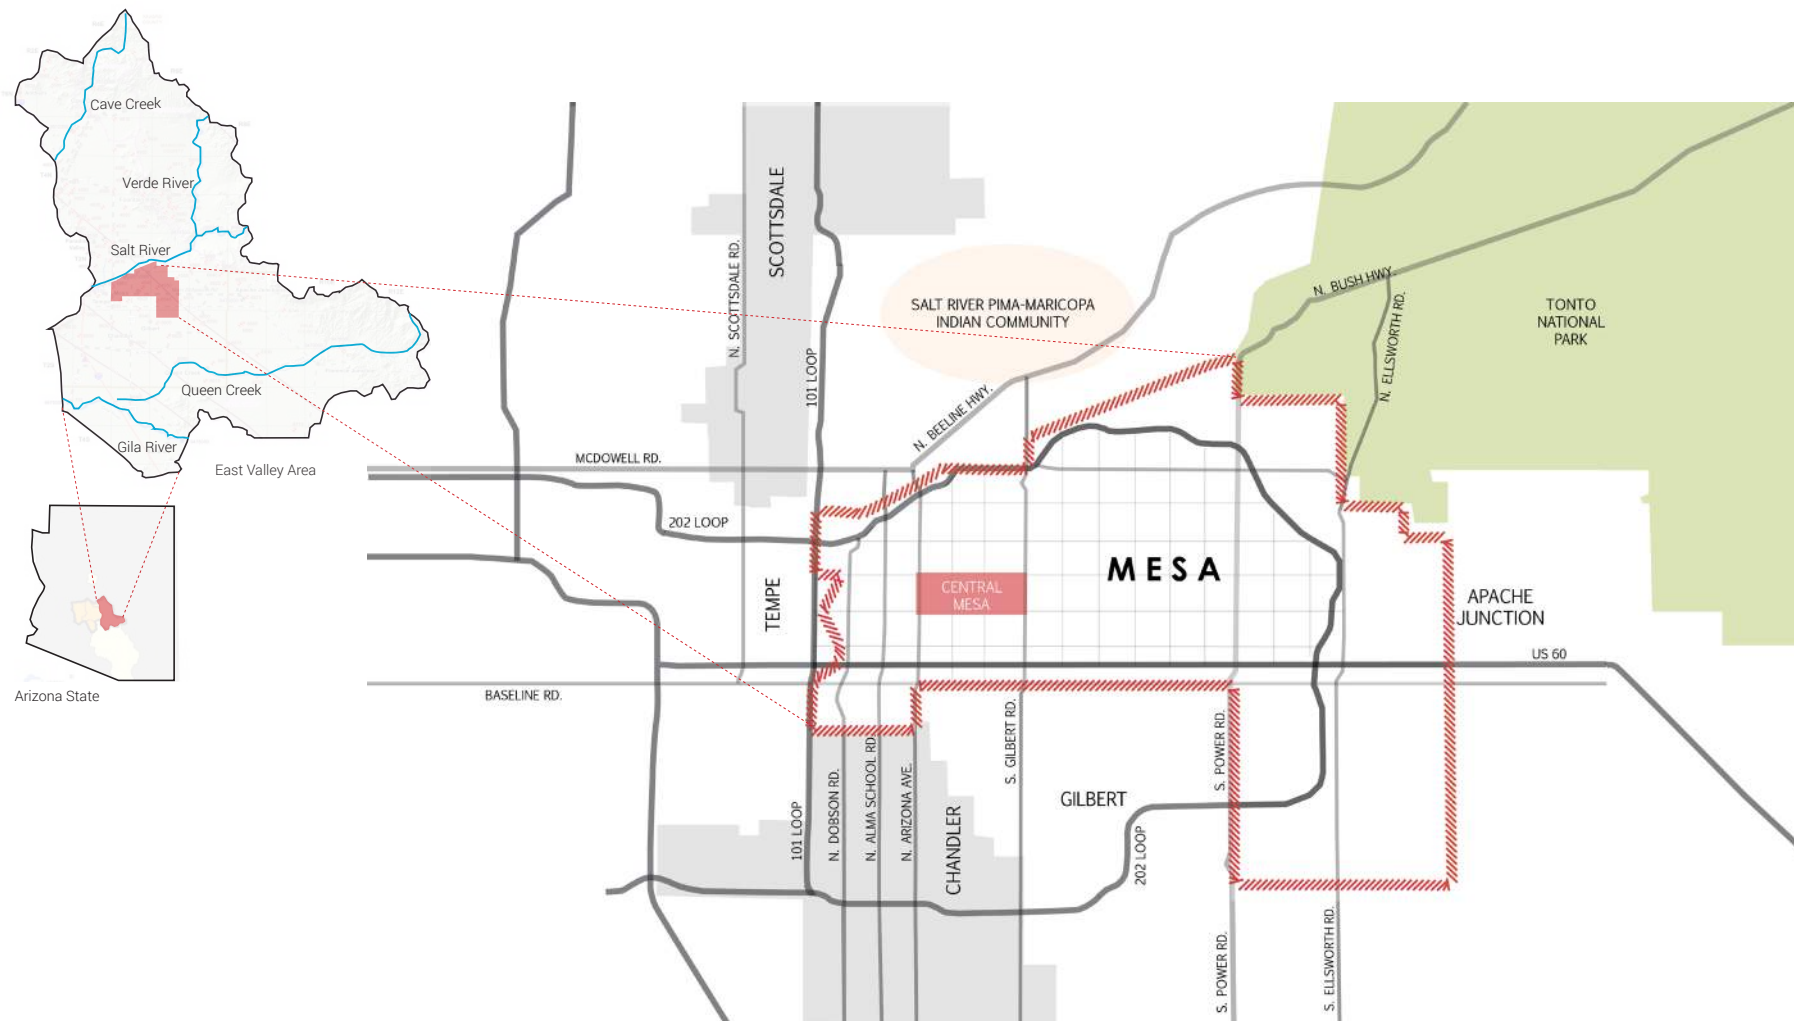 Cave Creek
Verde River
Salt River
Queen Creek
Gila River
East Valley Area
Arizona State
SCOTTSDALE
N. SCOTTSDALE RD.
101 LOOP
SALT RIVER PIMA-MARICOPA
INDIAN COMMUNITY
N. BEELINE HWY.
N. BUSH HWY.
N. ELLSWORTH RD.
TONTO
NATIONAL
PARK
MCDOWELL RD.
202 LOOP
TEMPE
CENTRAL
MESA
MESA
APACHE
JUNCTION
US 60
BASELINE RD.
S. GILBERT RD.
S. POWER RD.
101 LOOP
N. DOBSON RD.
N. ALMA SCHOOL RD.
N. ARIZONA AVE.
CHANDLER
GILBERT
202 LOOP
S. POWER RD.
S. ELLSWORTH RD.